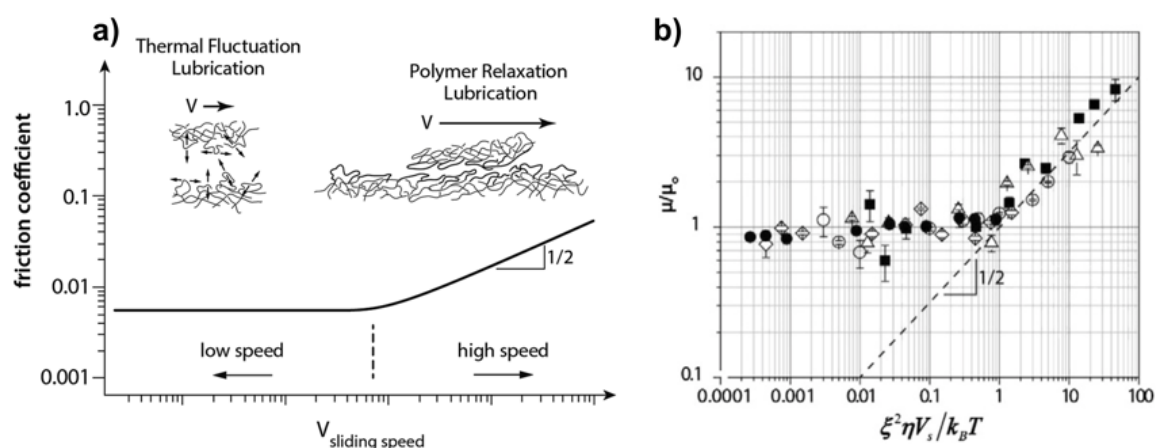 a)
Thermal Fluctuation
Lubrication
V
Polymer Relaxation
Lubrication
V
friction coefficient
1.0
0.1
0.01
0.001
1/2
low speed
high speed
V sliding speed
b)
μ/μₒ
10
1
0.1
1/2
0.0001
0.001
0.01
0.1
1
10
100
ξ²ηVₛ/k_BT